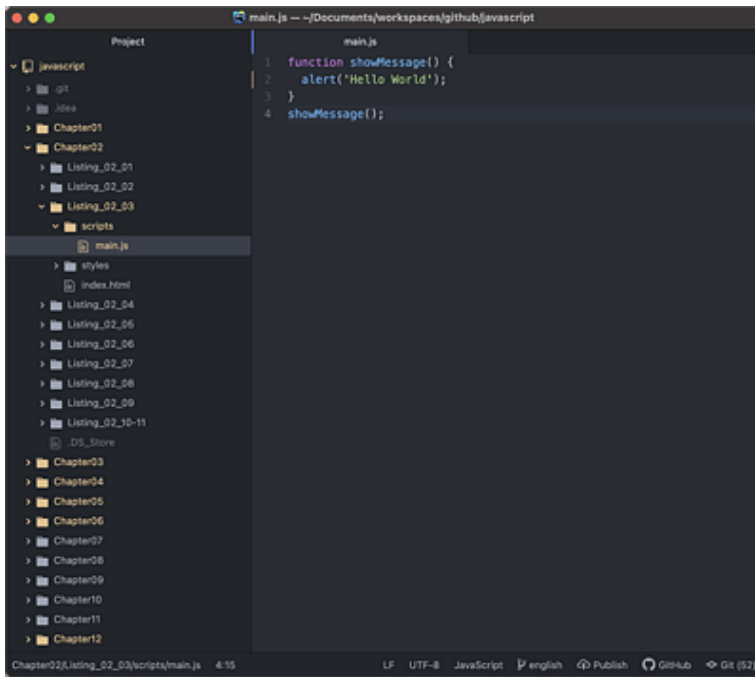 main.js — ~/Documents/workspaces/github/javascript
Project
javascript
.git
.idea
Chapter01
Chapter02
Listing_02_01
Listing_02_02
Listing_02_03
scripts
main.js
styles
index.html
Listing_02_04
Listing_02_05
Listing_02_06
Listing_02_07
Listing_02_08
Listing_02_09
Listing_02_10-11
.DS_Store
Chapter03
Chapter04
Chapter05
Chapter06
Chapter07
Chapter08
Chapter09
Chapter10
Chapter11
Chapter12
main.js
1 function showMessage() {
2 alert('Hello World');
3 }
4 showMessage();
Chapter02/Listing_02_03/scripts/main.js 4:15 LF UTF-8 JavaScript english Publish GitHub Git (52)